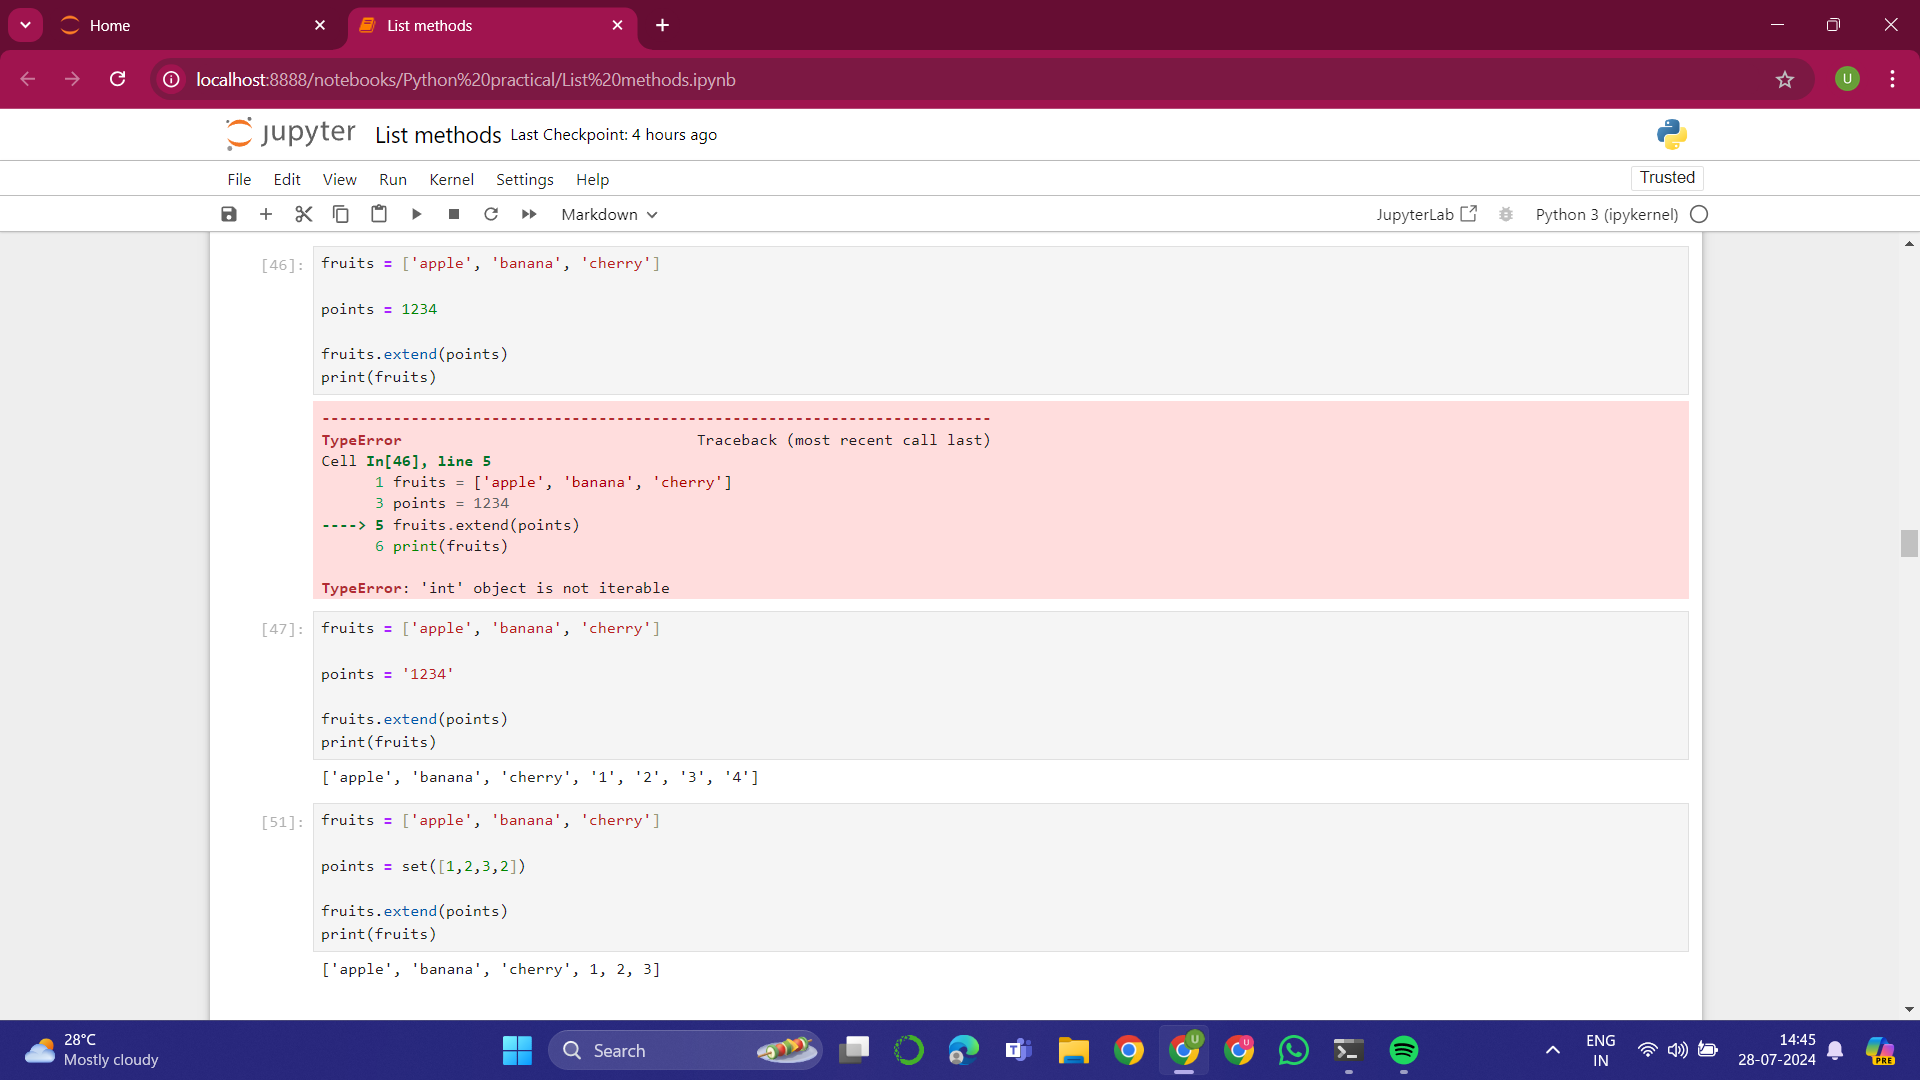 Home
List methods
localhost:8888/notebooks/Python%20practical/List%20methods.ipynb
U
jupyter List methods Last Checkpoint: 4 hours ago
File Edit View Run Kernel Settings Help
Trusted
Markdown
JupyterLab
Python 3 (ipykernel)
[46]:
fruits = ['apple', 'banana', 'cherry']
points = 1234
fruits.extend(points)
print(fruits)
---------------------------------------------------------------------------
TypeError Traceback (most recent call last)
Cell In[46], line 5
1 fruits = ['apple', 'banana', 'cherry']
3 points = 1234
----> 5 fruits.extend(points)
6 print(fruits)
TypeError: 'int' object is not iterable
[47]:
fruits = ['apple', 'banana', 'cherry']
points = '1234'
fruits.extend(points)
print(fruits)
['apple', 'banana', 'cherry', '1', '2', '3', '4']
[51]:
fruits = ['apple', 'banana', 'cherry']
points = set([1,2,3,2])
fruits.extend(points)
print(fruits)
['apple', 'banana', 'cherry', 1, 2, 3]
28°C
Mostly cloudy
Search
U
U
ENG
IN
14:45
28-07-2024
PRE